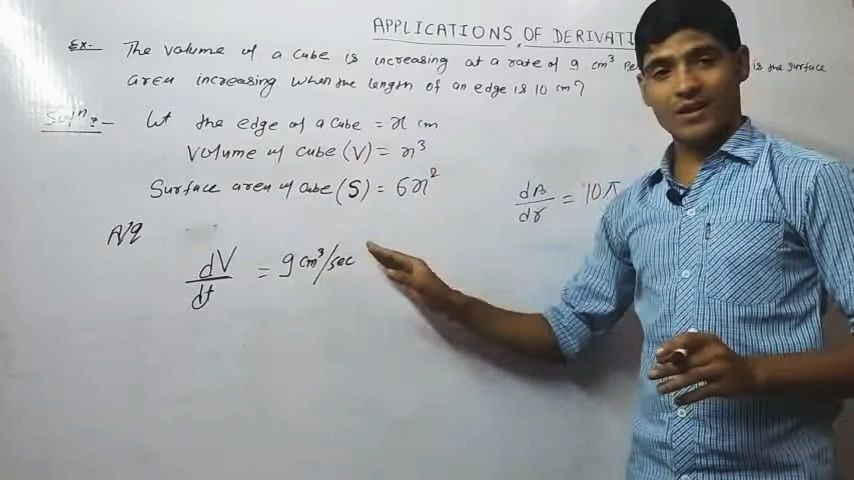 APPLICATIONS OF DERIVATI
Ex- The volume of a cube is increasing at a rate of 9 cm³ Pe is the surface
area increasing when the length of an edge is 10 cm?
Solⁿ:- Let the edge of a cube = x cm
Volume of cube (V) = x³
Surface area of cube (S) = 6x²
A/q
dV/dt = 9 cm³/sec
dA/dr = 10π